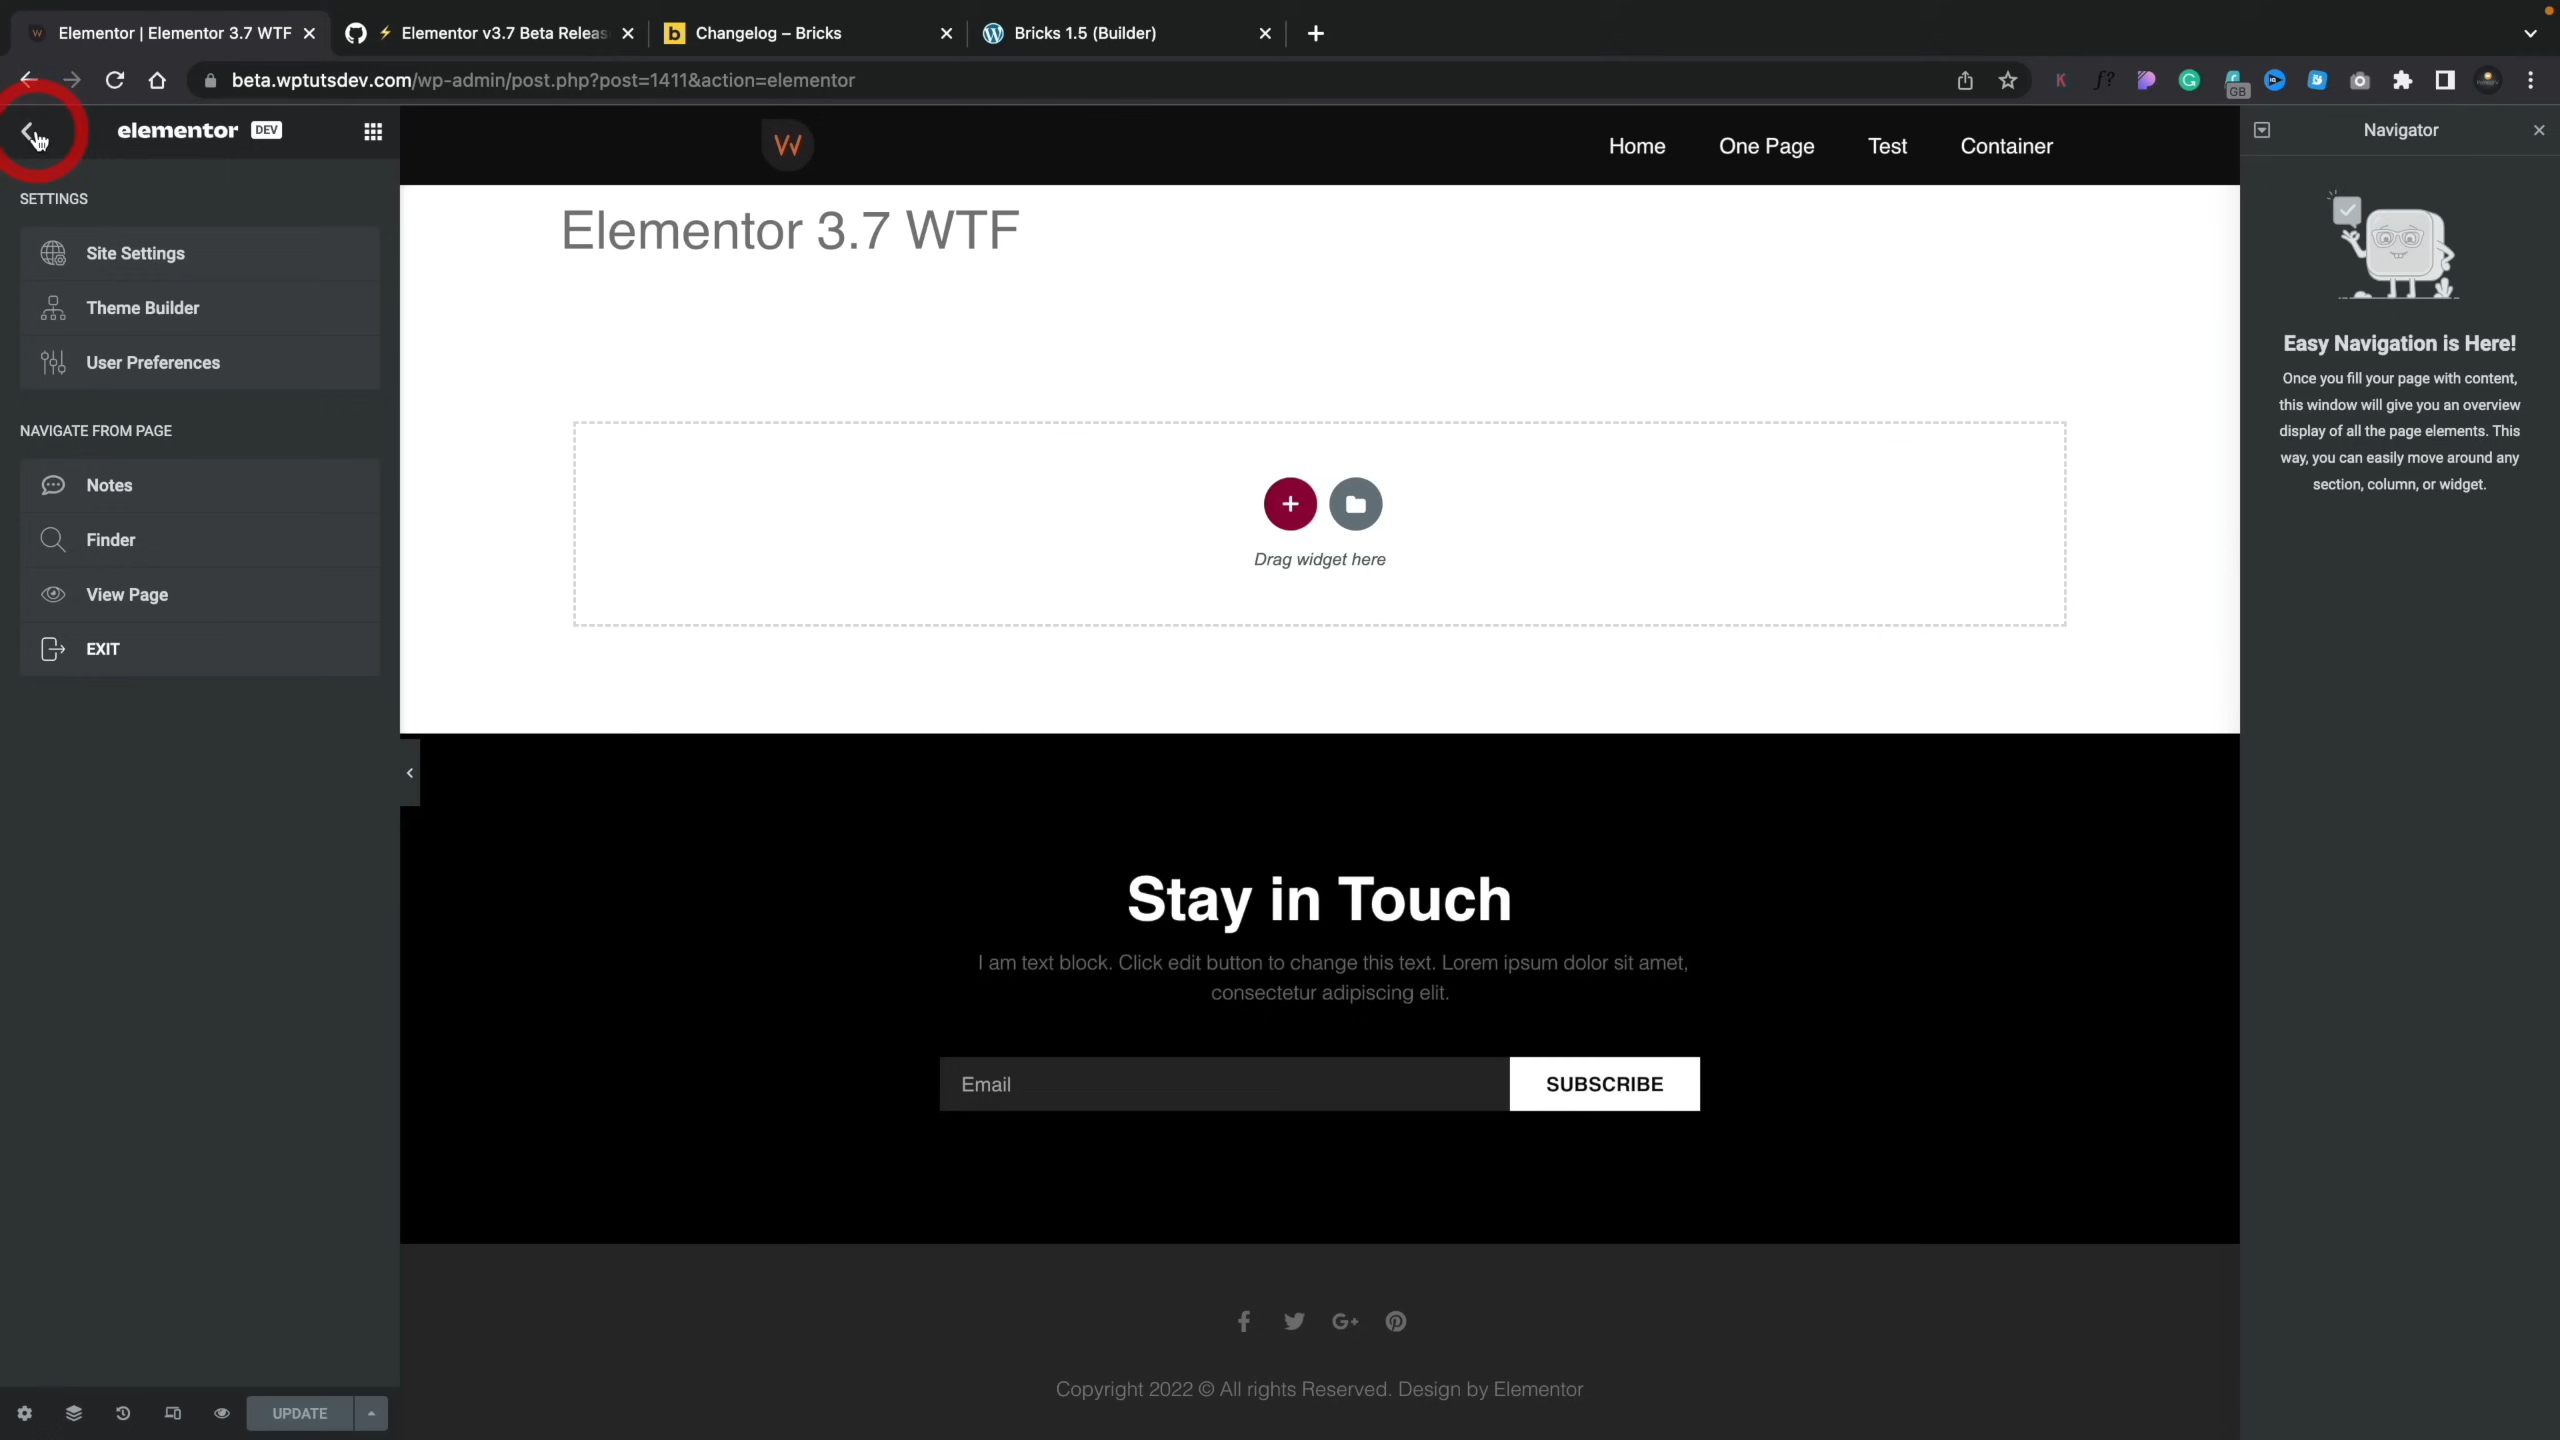 Elementor | Elementor 3.7 WTF
⚡ Elementor v3.7 Beta Releas
Changelog – Bricks
Bricks 1.5 (Builder)
beta.wptutsdev.com/wp-admin/post.php?post=1411&action=elementor
GB
elementor DEV
SETTINGS
Site Settings
Theme Builder
User Preferences
NAVIGATE FROM PAGE
Notes
Finder
View Page
EXIT
UPDATE
Home
One Page
Test
Container
Elementor 3.7 WTF
Drag widget here
Stay in Touch
I am text block. Click edit button to change this text. Lorem ipsum dolor sit amet,
consectetur adipiscing elit.
Email
SUBSCRIBE
Copyright 2022 © All rights Reserved. Design by Elementor
Navigator
Easy Navigation is Here!
Once you fill your page with content,
this window will give you an overview
display of all the page elements. This
way, you can easily move around any
section, column, or widget.